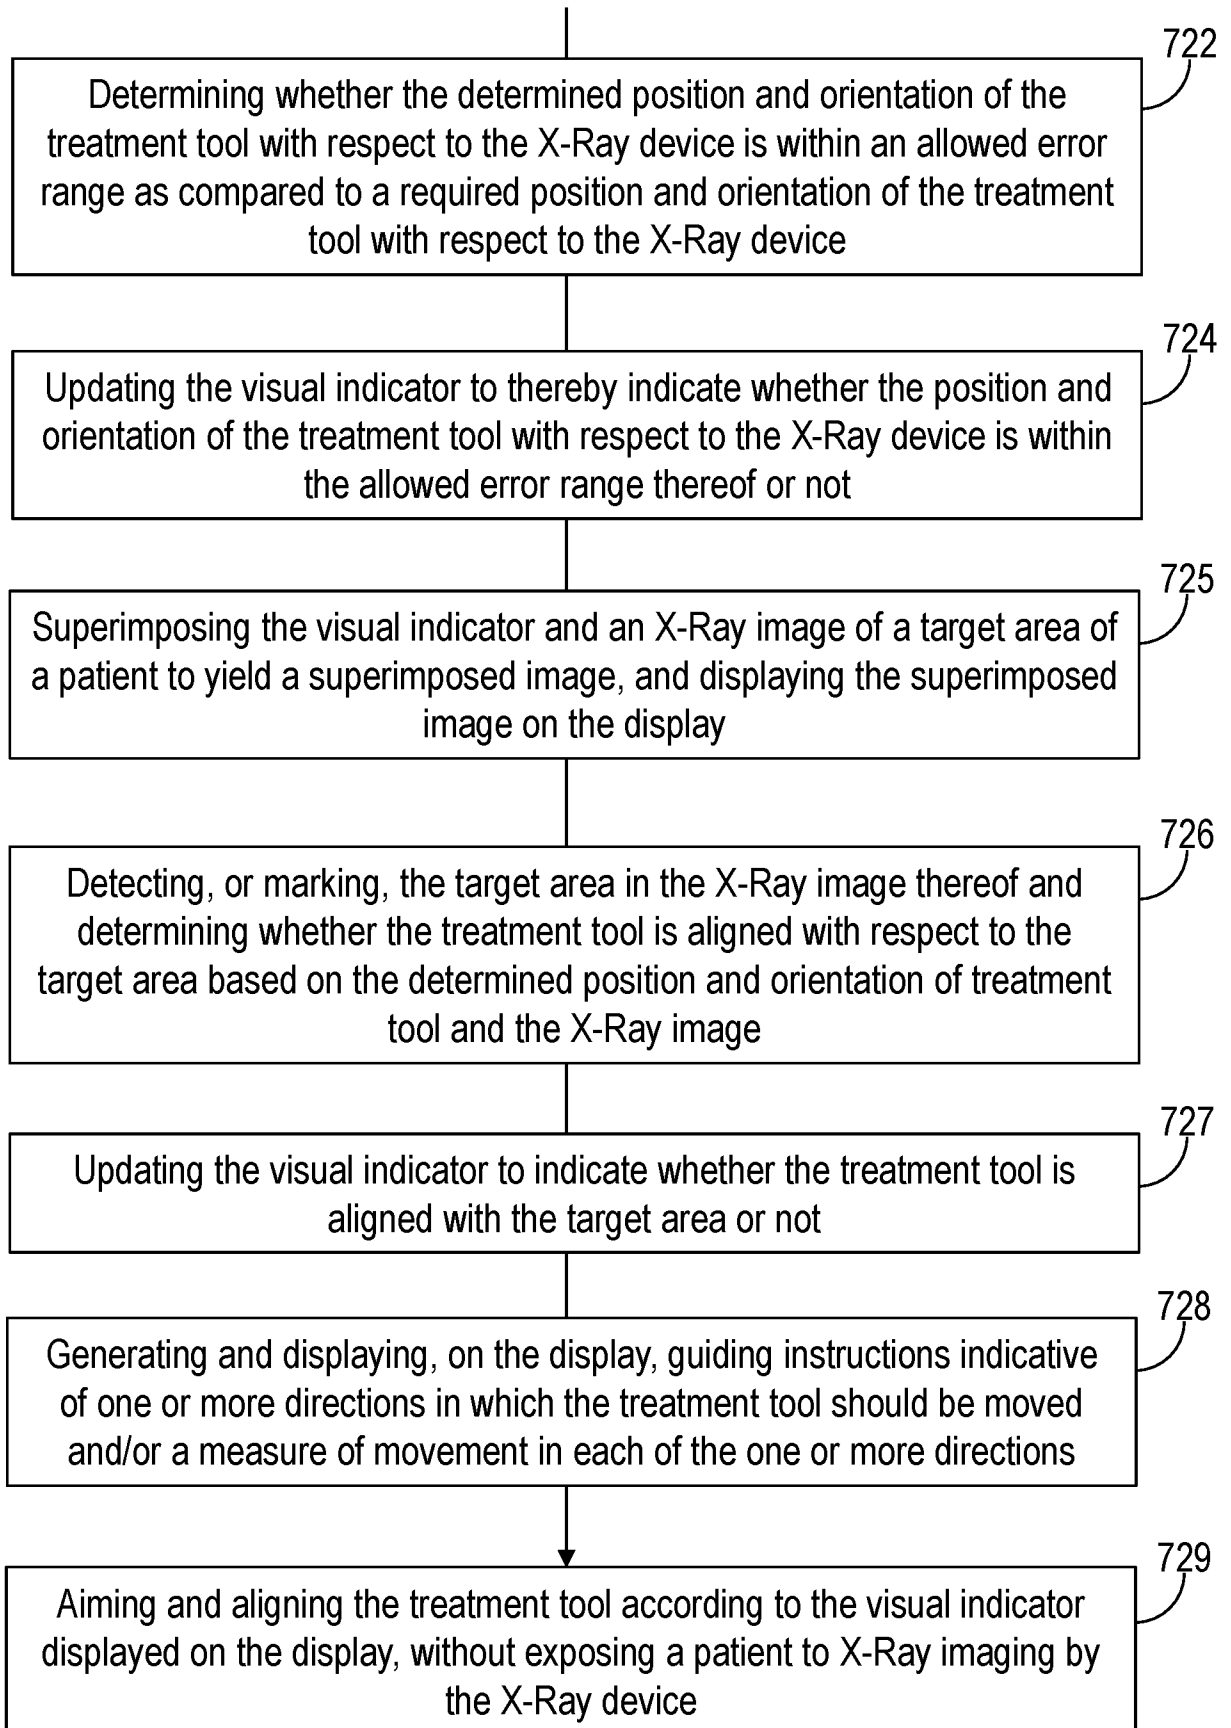 722
Determining whether the determined position and orientation of the
treatment tool with respect to the X-Ray device is within an allowed error
range as compared to a required position and orientation of the treatment
tool with respect to the X-Ray device
724
Updating the visual indicator to thereby indicate whether the position and
orientation of the treatment tool with respect to the X-Ray device is within
the allowed error range thereof or not
725
Superimposing the visual indicator and an X-Ray image of a target area of
a patient to yield a superimposed image, and displaying the superimposed
image on the display
726
Detecting, or marking, the target area in the X-Ray image thereof and
determining whether the treatment tool is aligned with respect to the
target area based on the determined position and orientation of treatment
tool and the X-Ray image
727
Updating the visual indicator to indicate whether the treatment tool is
aligned with the target area or not
728
Generating and displaying, on the display, guiding instructions indicative
of one or more directions in which the treatment tool should be moved
and/or a measure of movement in each of the one or more directions
729
Aiming and aligning the treatment tool according to the visual indicator
displayed on the display, without exposing a patient to X-Ray imaging by
the X-Ray device